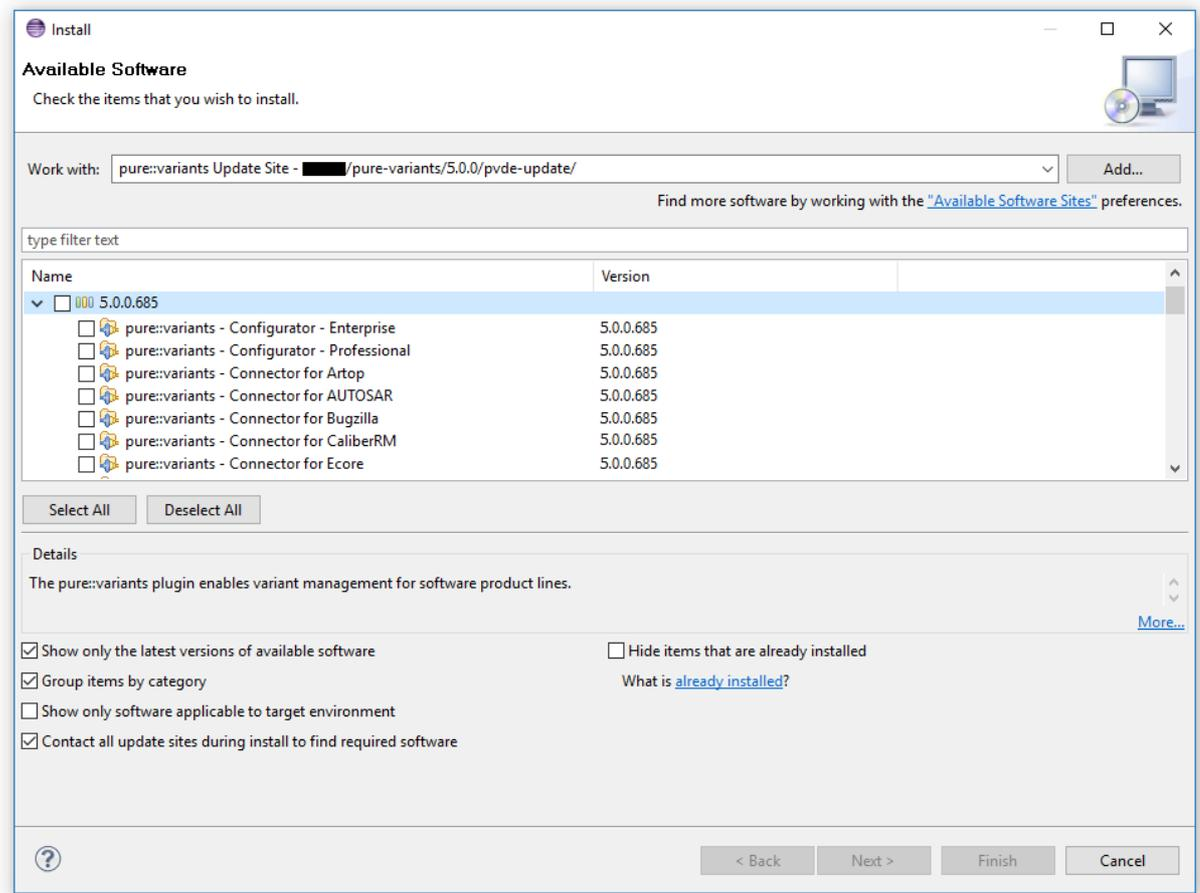 Install
Available Software
Check the items that you wish to install.
Work with: pure::variants Update Site - /pure-variants/5.0.0/pvde-update/ Add...
Find more software by working with the "Available Software Sites" preferences.
type filter text
Name Version
5.0.0.685
pure::variants - Configurator - Enterprise 5.0.0.685
pure::variants - Configurator - Professional 5.0.0.685
pure::variants - Connector for Artop 5.0.0.685
pure::variants - Connector for AUTOSAR 5.0.0.685
pure::variants - Connector for Bugzilla 5.0.0.685
pure::variants - Connector for CaliberRM 5.0.0.685
pure::variants - Connector for Ecore 5.0.0.685
Select All Deselect All
Details
The pure::variants plugin enables variant management for software product lines.
More...
Show only the latest versions of available software Hide items that are already installed
Group items by category What is already installed?
Show only software applicable to target environment
Contact all update sites during install to find required software
? < Back Next > Finish Cancel